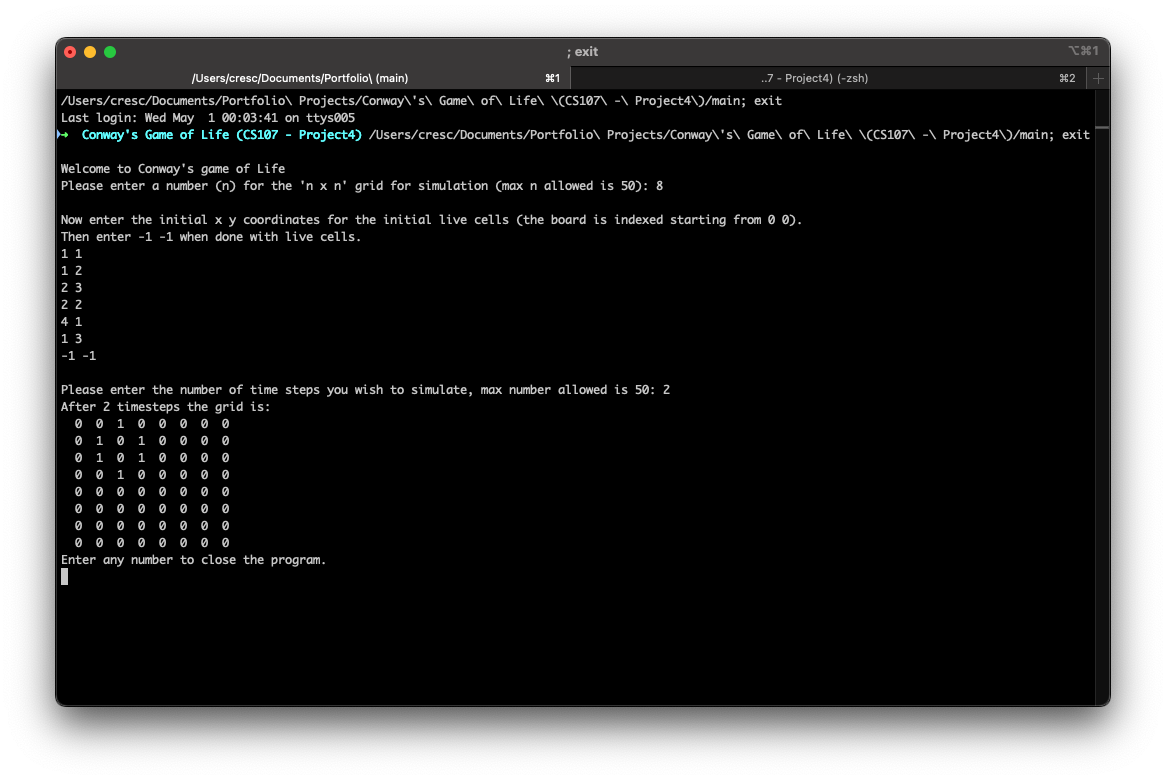 ; exit
⌥⌘1
/Users/cresc/Documents/Portfolio\ (main) ⌘1
..7 - Project4) (-zsh) ⌘2 +
/Users/cresc/Documents/Portfolio\ Projects/Conway\'s\ Game\ of\ Life\ \(CS107\ -\ Project4\)/main; exit
Last login: Wed May  1 00:03:41 on ttys005
➜  Conway's Game of Life (CS107 - Project4) /Users/cresc/Documents/Portfolio\ Projects/Conway\'s\ Game\ of\ Life\ \(CS107\ -\ Project4\)/main; exit
Welcome to Conway's game of Life
Please enter a number (n) for the 'n x n' grid for simulation (max n allowed is 50): 8
Now enter the initial x y coordinates for the initial live cells (the board is indexed starting from 0 0).
Then enter -1 -1 when done with live cells.
1 1
1 2
2 3
2 2
4 1
1 3
-1 -1
Please enter the number of time steps you wish to simulate, max number allowed is 50: 2
After 2 timesteps the grid is:
0 0 1 0 0 0 0 0
0 1 0 1 0 0 0 0
0 1 0 1 0 0 0 0
0 0 1 0 0 0 0 0
0 0 0 0 0 0 0 0
0 0 0 0 0 0 0 0
0 0 0 0 0 0 0 0
0 0 0 0 0 0 0 0
Enter any number to close the program.